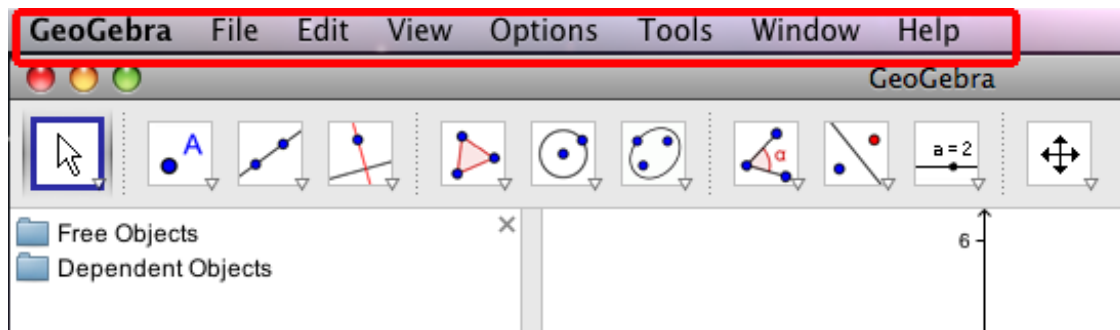 GeoGebra File Edit View Options Tools Window Help
GeoGebra
A α a=2
Free Objects
6
Dependent Objects